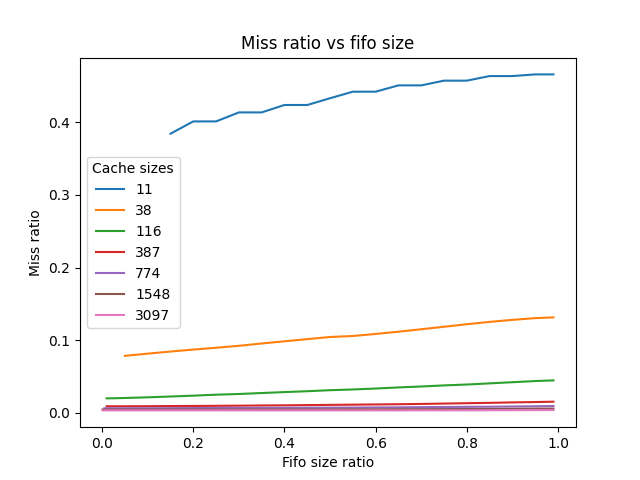 Miss ratio vs fifo size
Miss ratio
0.4
0.3
0.2
0.1
0.0
Cache sizes
11
38
116
387
774
1548
3097
0.0 0.2 0.4 0.6 0.8 1.0
Fifo size ratio